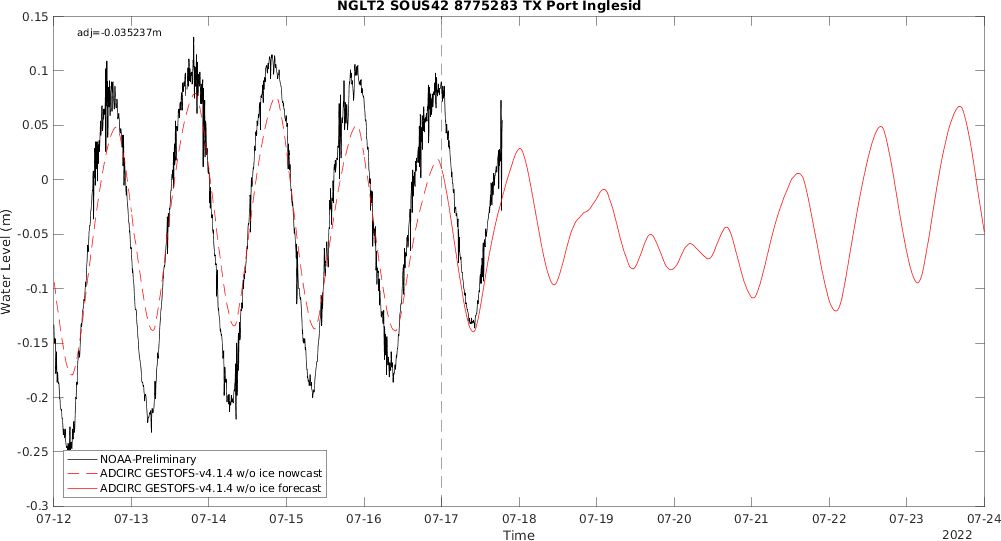 NGLT2 SOUS42 8775283 TX Port Inglesid
adj=-0.035237m
0.15
0.1
0.05
0
-0.05
-0.1
-0.15
-0.2
-0.25
-0.3
Water Level (m)
NOAA-Preliminary
ADCIRC GESTOFS-v4.1.4 w/o ice nowcast
ADCIRC GESTOFS-v4.1.4 w/o ice forecast
07-12 07-13 07-14 07-15 07-16 07-17 07-18 07-19 07-20 07-21 07-22 07-23 07-24
Time
2022